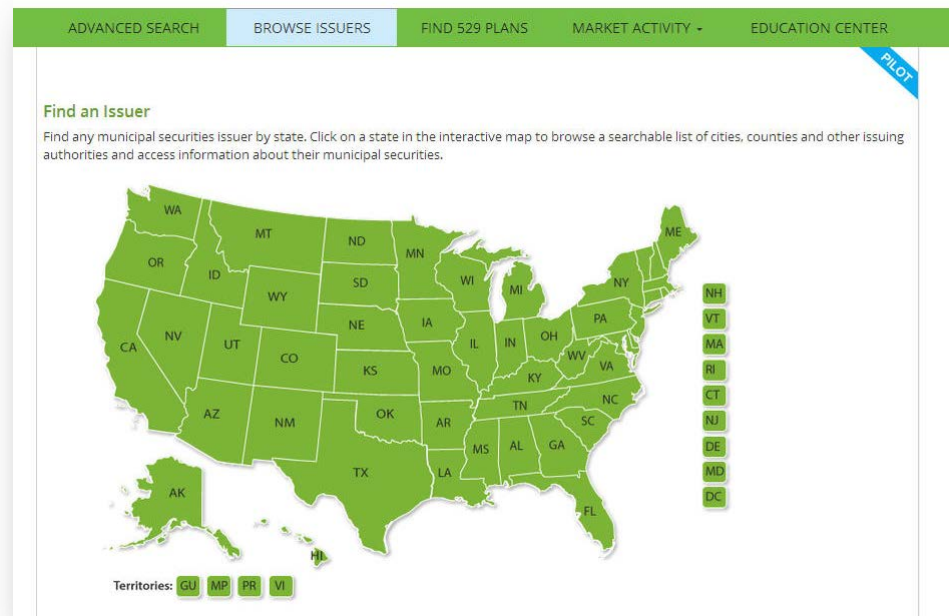 ADVANCED SEARCH BROWSE ISSUERS FIND 529 PLANS MARKET ACTIVITY EDUCATION CENTER
PILOT
Find an Issuer
Find any municipal securities issuer by state. Click on a state in the interactive map to browse a searchable list of cities, counties and other issuing
authorities and access information about their municipal securities.
WA
MT
ND
MN
ME
OR
ID
SD
WI
MI
NY
WY
NH
NE
IA
PA
VT
NV
UT
CO
IL
IN
OH
CA
MA
KS
MO
WV
VA
KY
RI
AZ
NM
OK
AR
TN
NC
CT
SC
NJ
MS
AL
GA
DE
TX
LA
MD
AK
DC
FL
HI
Territories: GU MP PR VI